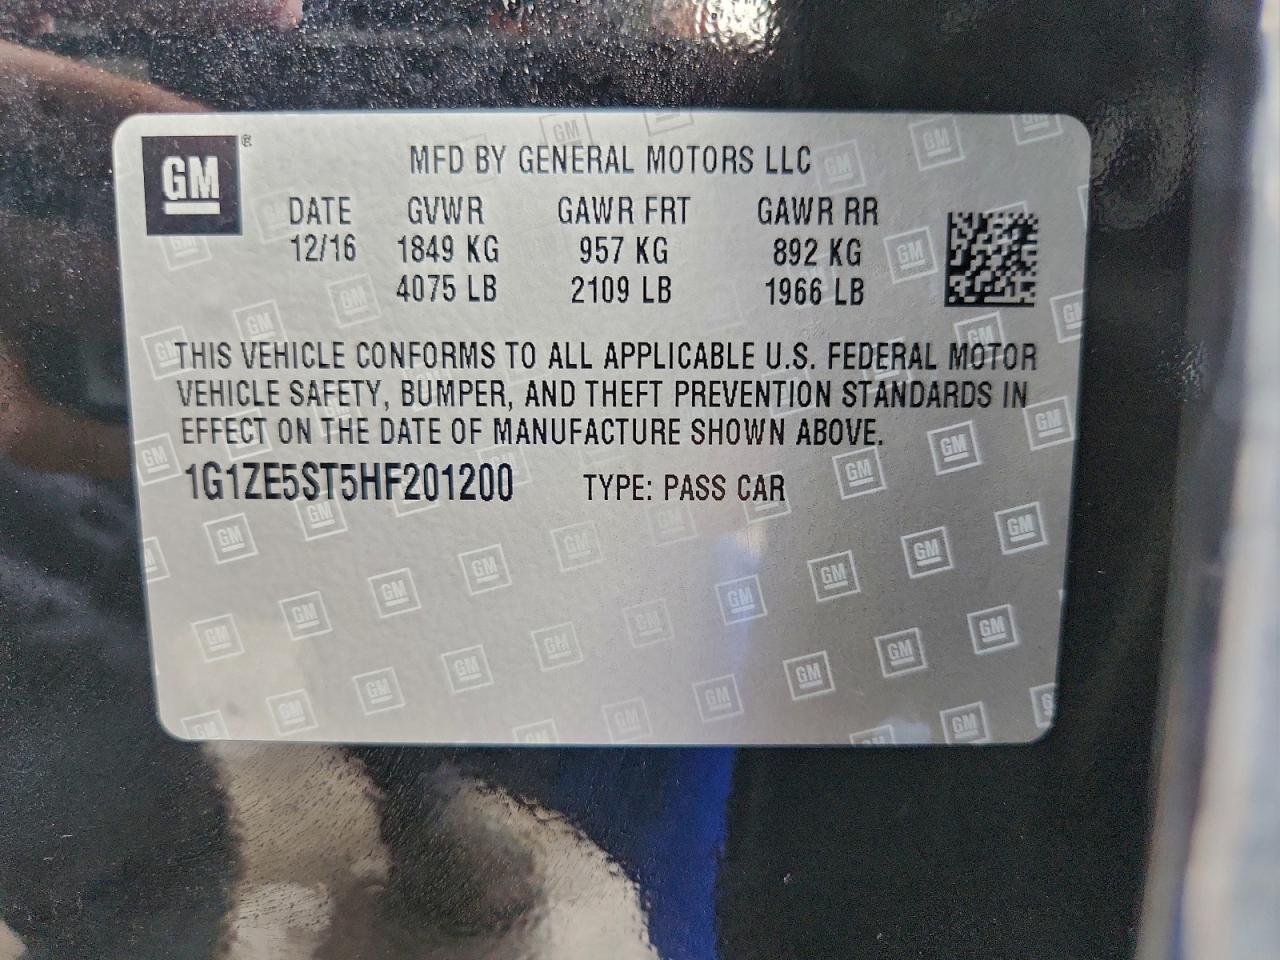 GM®
MFD BY GENERAL MOTORS LLC
DATE GVWR GAWR FRT GAWR RR
12/16 1849 KG 957 KG 892 KG
4075 LB 2109 LB 1966 LB
THIS VEHICLE CONFORMS TO ALL APPLICABLE U.S. FEDERAL MOTOR
VEHICLE SAFETY, BUMPER, AND THEFT PREVENTION STANDARDS IN
EFFECT ON THE DATE OF MANUFACTURE SHOWN ABOVE.
1G1ZE5ST5HF201200 TYPE: PASS CAR